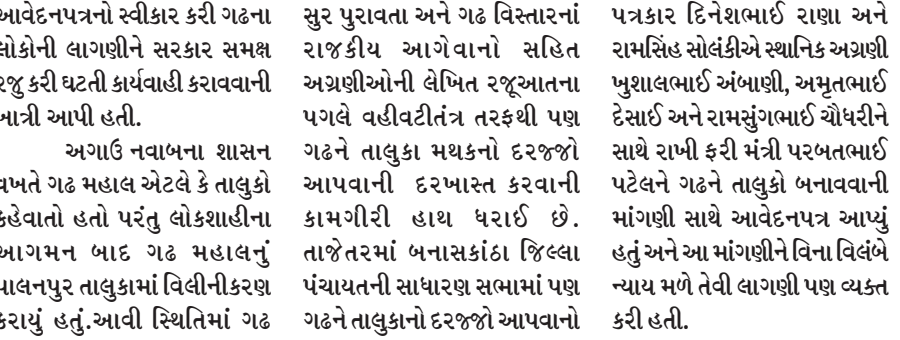 આવેદનપત્રનો સ્વીકાર કરી ગઢના
લોકોની લાગણીને સરકાર સમક્ષ
રજુ કરી ઘટતી કાર્યવાહી કરાવવાની
ખાત્રી આપી હતી.
અગાઉ નવાબના શાસન
વખતે ગઢ મહાલ એટલે કે તાલુકો
કહેવાતો હતો પરંતુ લોકશાહીના
આગમન બાદ ગઢ મહાલનું
પાલનપુર તાલુકામાં વિલીનીકરણ
કરાયું હતું.આવી સ્થિતિમાં ગઢ
સુર પુરાવતા અને ગઢ વિસ્તારનાં
રાજકીય આગેવાનો સહિત
અગ્રણીઓની લેખિત રજૂઆતના
પગલે વહીવટીતંત્ર તરફથી પણ
ગઢને તાલુકા મથકનો દરજ્જો
આપવાની દરખાસ્ત કરવાની
કામગીરી હાથ ધરાઈ છે.
તાજેતરમાં બનાસકાંઠા જિલ્લા
પંચાયતની સાધારણ સભામાં પણ
ગઢને તાલુકાનો દરજ્જો આપવાનો
પત્રકાર દિનેશભાઈ રાણા અને
રામસિંહ સોલંકીએ સ્થાનિક અગ્રણી
ખુશાલભાઈ અંબાણી, અમૃતભાઈ
દેસાઈ અને રામસુંગભાઈ ચૌધરીને
સાથે રાખી ફરી મંત્રી પરબતભાઈ
પટેલને ગઢને તાલુકો બનાવવાની
માંગણી સાથે આવેદનપત્ર આપ્યું
હતું અને આ માંગણીને વિના વિલંબે
ન્યાય મળે તેવી લાગણી પણ વ્યક્ત
કરી હતી.